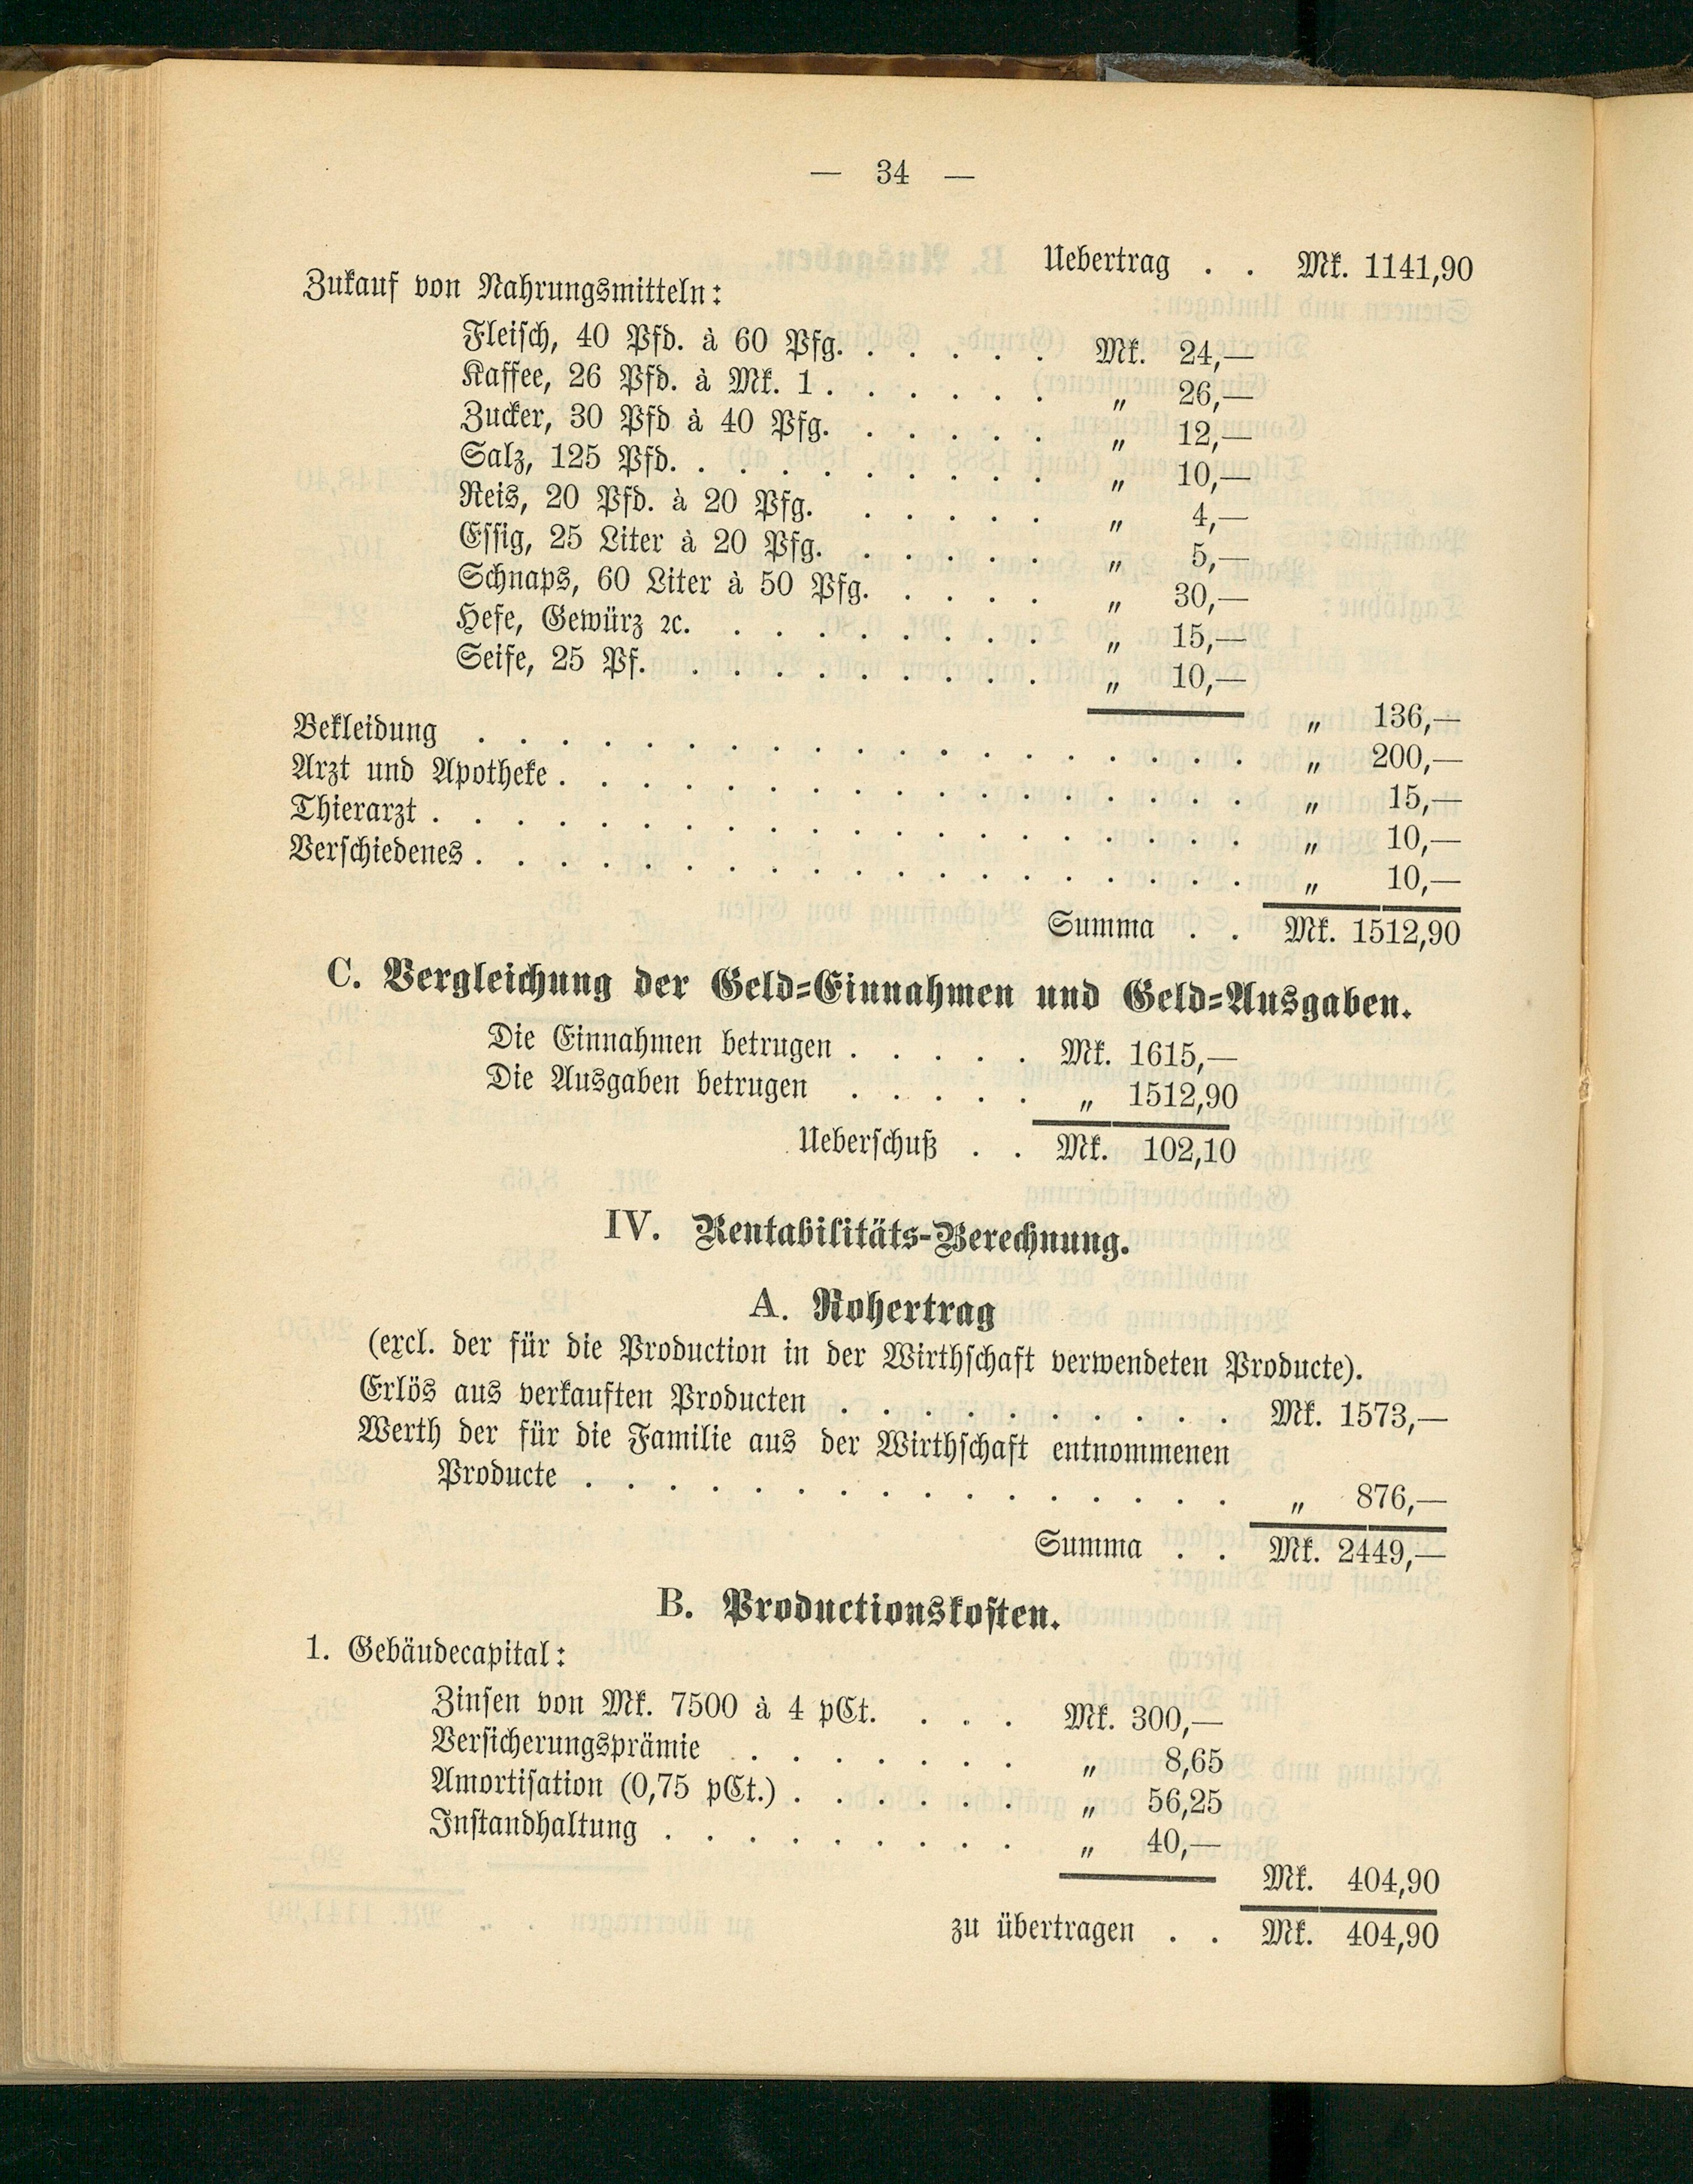 — 34 —
Uebertrag . . Mk. 1141,90
Zukauf von Nahrungsmitteln:
Fleisch, 40 Pfd. à 60 Pfg. . . . . . Mk. 24,—
Kaffee, 26 Pfd. à Mk. 1 . . . . . . „ 26,—
Zucker, 30 Pfd à 40 Pfg. . . . . . „ 12,—
Salz, 125 Pfd. . . . . . . . . . „ 10,—
Reis, 20 Pfd. à 20 Pfg. . . . . . „ 4,—
Essig, 25 Liter à 20 Pfg. . . . . . „ 5,—
Schnaps, 60 Liter à 50 Pfg. . . . . „ 30,—
Hefe, Gewürz ꝛc. . . . . . . . . „ 15,—
Seife, 25 Pf. . . . . . . . . . „ 10,—
„ 136,—
Bekleidung . . . . . . . . . . . . . . . . . . . „ 200,—
Arzt und Apotheke . . . . . . . . . . . . . . . . . „ 15,—
Thierarzt . . . . . . . . . . . . . . . . . . . . „ 10,—
Verschiedenes . . . . . . . . . . . . . . . . . . . „ 10,—
Summa . . Mk. 1512,90
C. Vergleichung der Geld=Einnahmen und Geld=Ausgaben.
Die Einnahmen betrugen . . . . . Mk. 1615,—
Die Ausgaben betrugen . . . . . „ 1512,90
Ueberschuß . . Mk. 102,10
IV. Rentabilitäts-Berechnung.
A. Rohertrag
(excl. der für die Production in der Wirthschaft verwendeten Producte).
Erlös aus verkauften Producten . . . . . . . . . . Mk. 1573,—
Werth der für die Familie aus der Wirthschaft entnommenen
Producte . . . . . . . . . . . . . . . . „ 876,—
Summa . . Mk. 2449,—
B. Productionskosten.
1. Gebäudecapital:
Zinsen von Mk. 7500 à 4 pCt. . . . Mk. 300,—
Versicherungsprämie . . . . . . . „ 8,65
Amortisation (0,75 pCt.) . . . . . . „ 56,25
Instandhaltung . . . . . . . . . „ 40,—
Mk. 404,90
zu übertragen . . Mk. 404,90